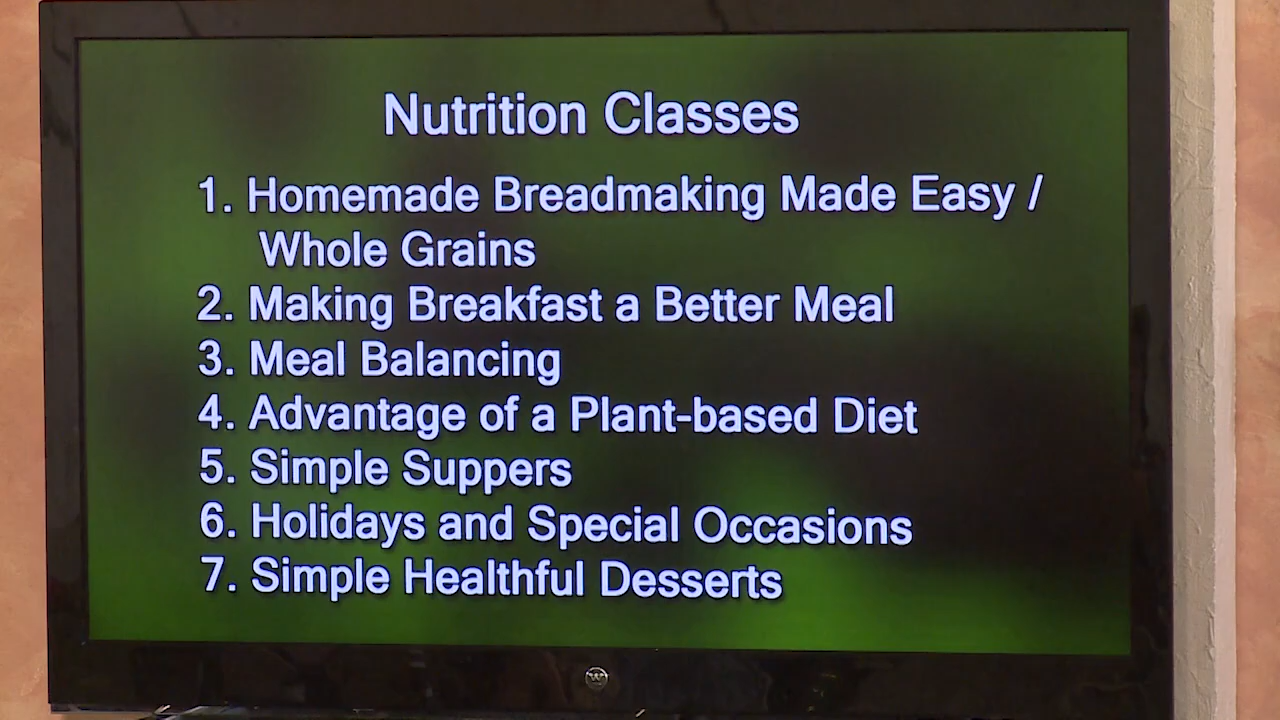 Nutrition Classes
1. Homemade Breadmaking Made Easy /
Whole Grains
2. Making Breakfast a Better Meal
3. Meal Balancing
4. Advantage of a Plant-based Diet
5. Simple Suppers
6. Holidays and Special Occasions
7. Simple Healthful Desserts